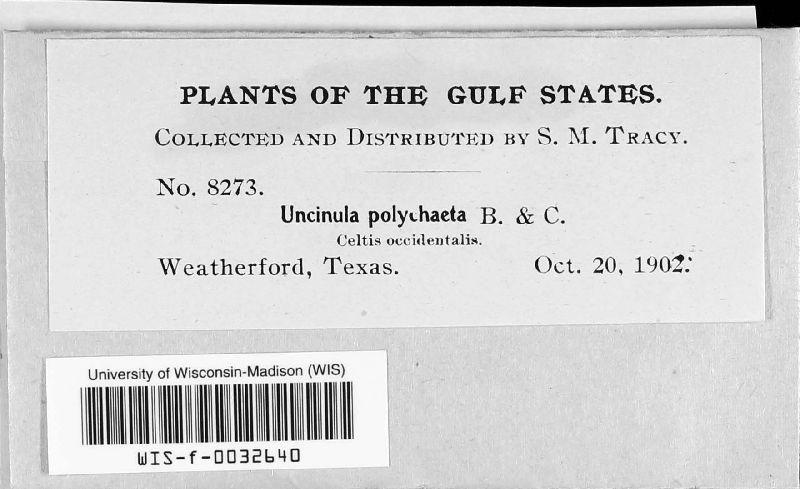 PLANTS OF THE GULF STATES.
COLLECTED AND DISTRIBUTED BY S. M. TRACY.
No. 8273.
Uncinula polychaeta B. & C.
Celtis occidentalis.
Weatherford, Texas. Oct. 20, 1902.
University of Wisconsin-Madison (WIS)
WIS-f-0032640